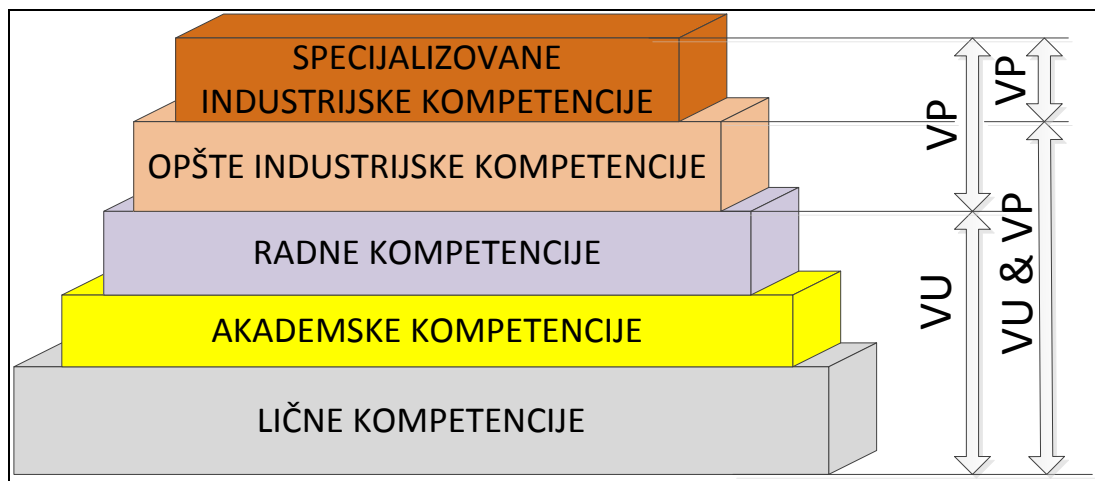 SPECIJALIZOVANE
INDUSTRIJSKE KOMPETENCIJE
OPŠTE INDUSTRIJSKE KOMPETENCIJE
RADNE KOMPETENCIJE
AKADEMSKE KOMPETENCIJE
LIČNE KOMPETENCIJE
VP
VU
VP
VU & VP